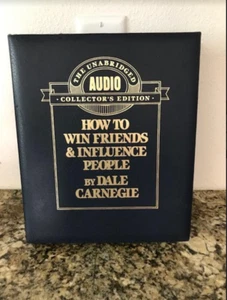 THE UNABRIDGED
AUDIO
COLLECTOR'S EDITION
HOW TO
WIN FRIENDS
& INFLUENCE
PEOPLE
BY DALE
CARNEGIE